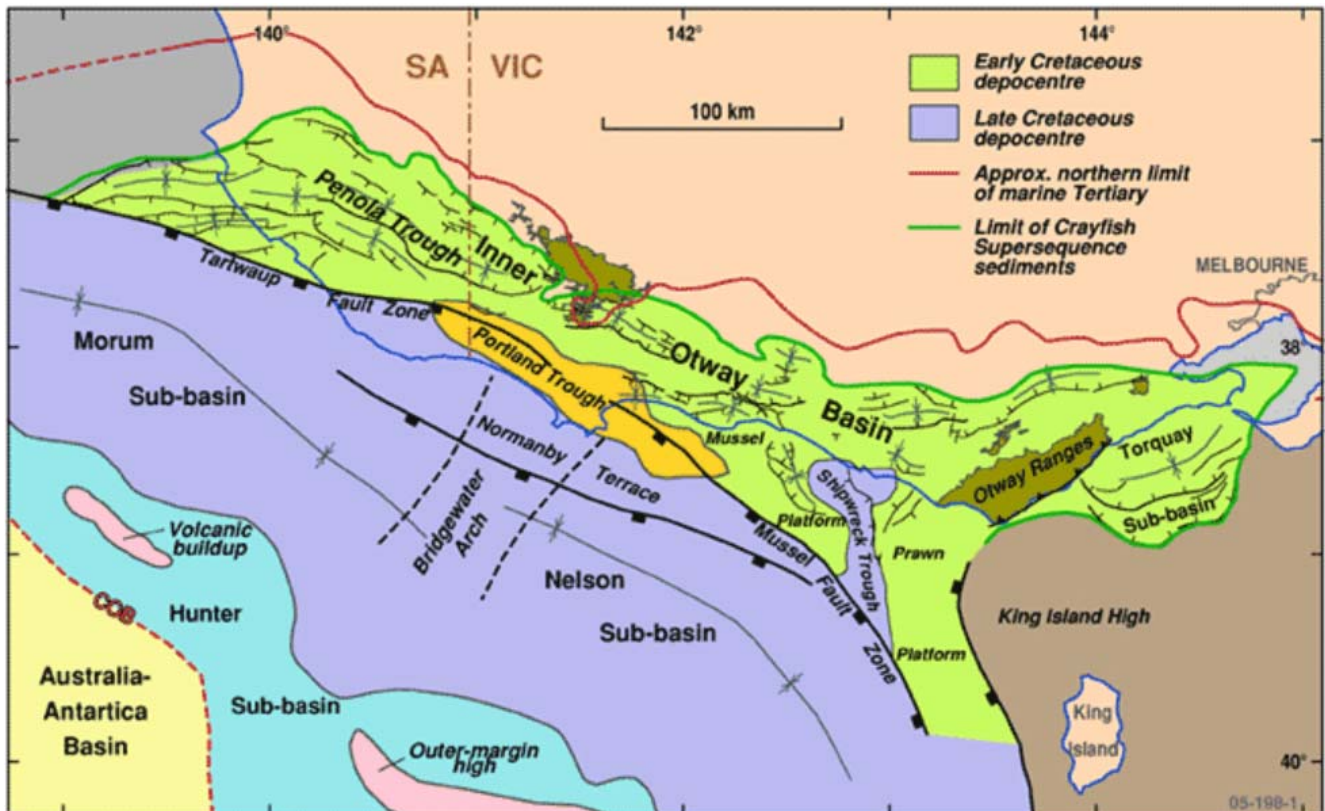 140°
142°
144°
SA
VIC
100 km
Early Cretaceous
depocentre
Late Cretaceous
depocentre
Approx. northern limit
of marine Tertiary
Limit of Crayfish
Supersequence
sediments
MELBOURNE
38°
Penola Trough
Inner
Otway
Basin
Tartwaup
Fault Zone
Portland Trough
Morum
Sub-basin
Normanby
Terrace
Bridgewater
Arch
Mussel
Platform
Shipwreck Trough
Otway Ranges
Torquay
Sub-basin
Mussel
Fault
Zone
Prawn
Platform
Nelson
Sub-basin
Volcanic
buildup
COB
Hunter
Sub-basin
Australia-
Antartica
Basin
Outer-margin
high
King Island High
King
Island
40°
05-198-1